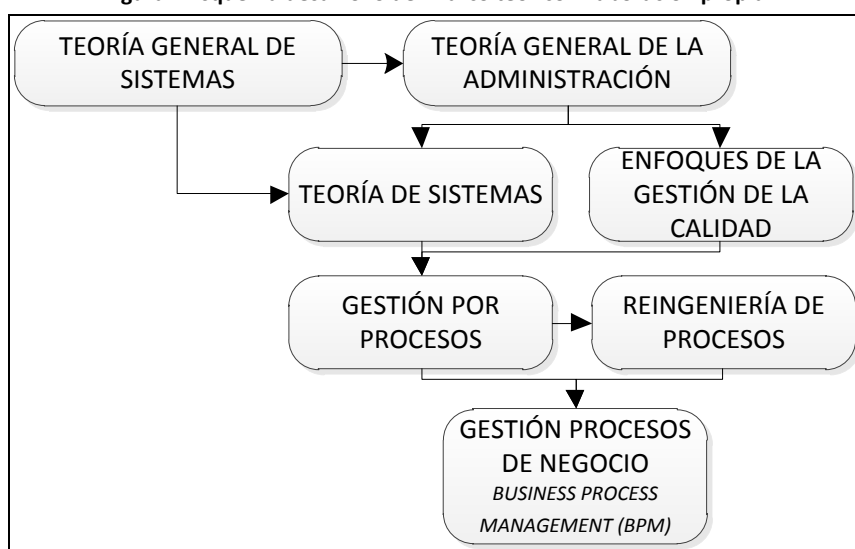 TEORÍA GENERAL DE
SISTEMAS
TEORÍA GENERAL DE LA
ADMINISTRACIÓN
TEORÍA DE SISTEMAS
ENFOQUES DE LA
GESTIÓN DE LA
CALIDAD
GESTIÓN POR
PROCESOS
REINGENIERÍA DE
PROCESOS
GESTIÓN PROCESOS
DE NEGOCIO
BUSINESS PROCESS
MANAGEMENT (BPM)